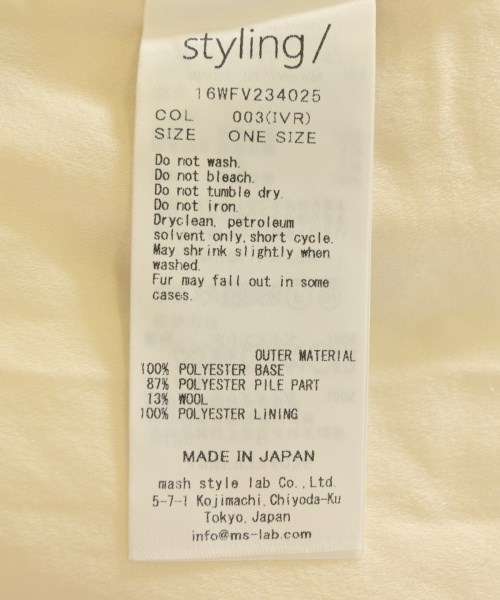 styling/
16WFV234025
COL 003(IVR)
SIZE ONE SIZE
Do not wash.
Do not bleach.
Do not tumble dry.
Do not iron.
Dryclean, petroleum
solvent only,short cycle.
May shrink slightly when
washed.
Fur may fall out in some
cases.
OUTER MATERIAL
100% POLYESTER BASE
87% POLYESTER PILE PART
13% WOOL
100% POLYESTER LINING
MADE IN JAPAN
mash style lab Co.,Ltd.
5-7-1 Kojimachi,Chiyoda-Ku
Tokyo,Japan
info@ms-lab.com